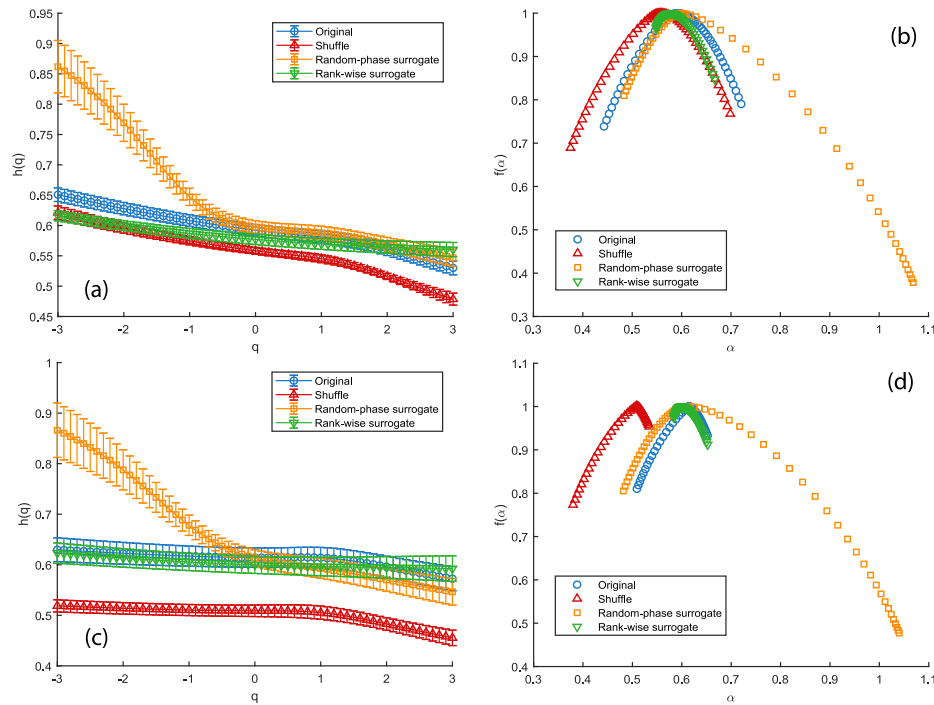 0.95
0.9
0.85
0.8
0.75
0.7
0.65
0.6
0.55
0.5
0.45
h(q)
-3
-2
-1
0
1
2
3
q
Original
Shuffle
Random-phase surrogate
Rank-wise surrogate
(a)
1
0.9
0.8
0.7
0.6
0.5
0.4
0.3
f(α)
0.3
0.4
0.5
0.6
0.7
0.8
0.9
1
1.1
α
Original
Shuffle
Random-phase surrogate
Rank-wise surrogate
(b)
1
0.9
0.8
0.7
0.6
0.5
0.4
h(q)
-3
-2
-1
0
1
2
3
q
Original
Shuffle
Random-phase surrogate
Rank-wise surrogate
(c)
1.1
1
0.9
0.8
0.7
0.6
0.5
0.4
f(α)
0.3
0.4
0.5
0.6
0.7
0.8
0.9
1
1.1
α
Original
Shuffle
Random-phase surrogate
Rank-wise surrogate
(d)